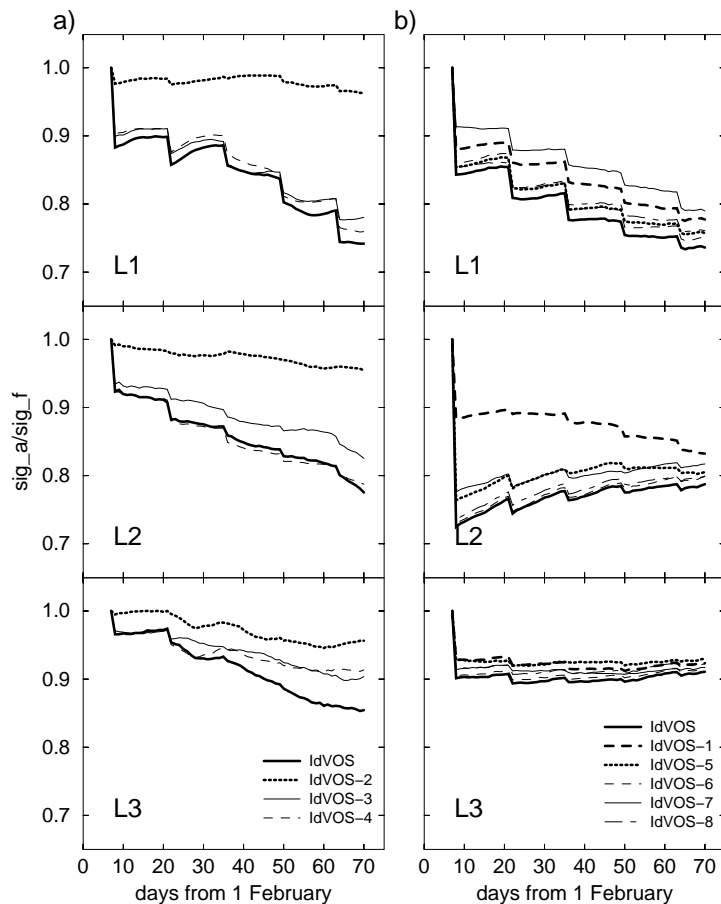 a)
b)
1.0
0.9
0.8
0.7
L1
L1
1.0
0.9
0.8
0.7
sig_a/sig_f
L2
L2
1.0
0.9
0.8
0.7
L3
IdVOS
IdVOS-2
IdVOS-3
IdVOS-4
L3
IdVOS
IdVOS-1
IdVOS-5
IdVOS-6
IdVOS-7
IdVOS-8
0 10 20 30 40 50 60 70
0 10 20 30 40 50 60 70
days from 1 February
days from 1 February